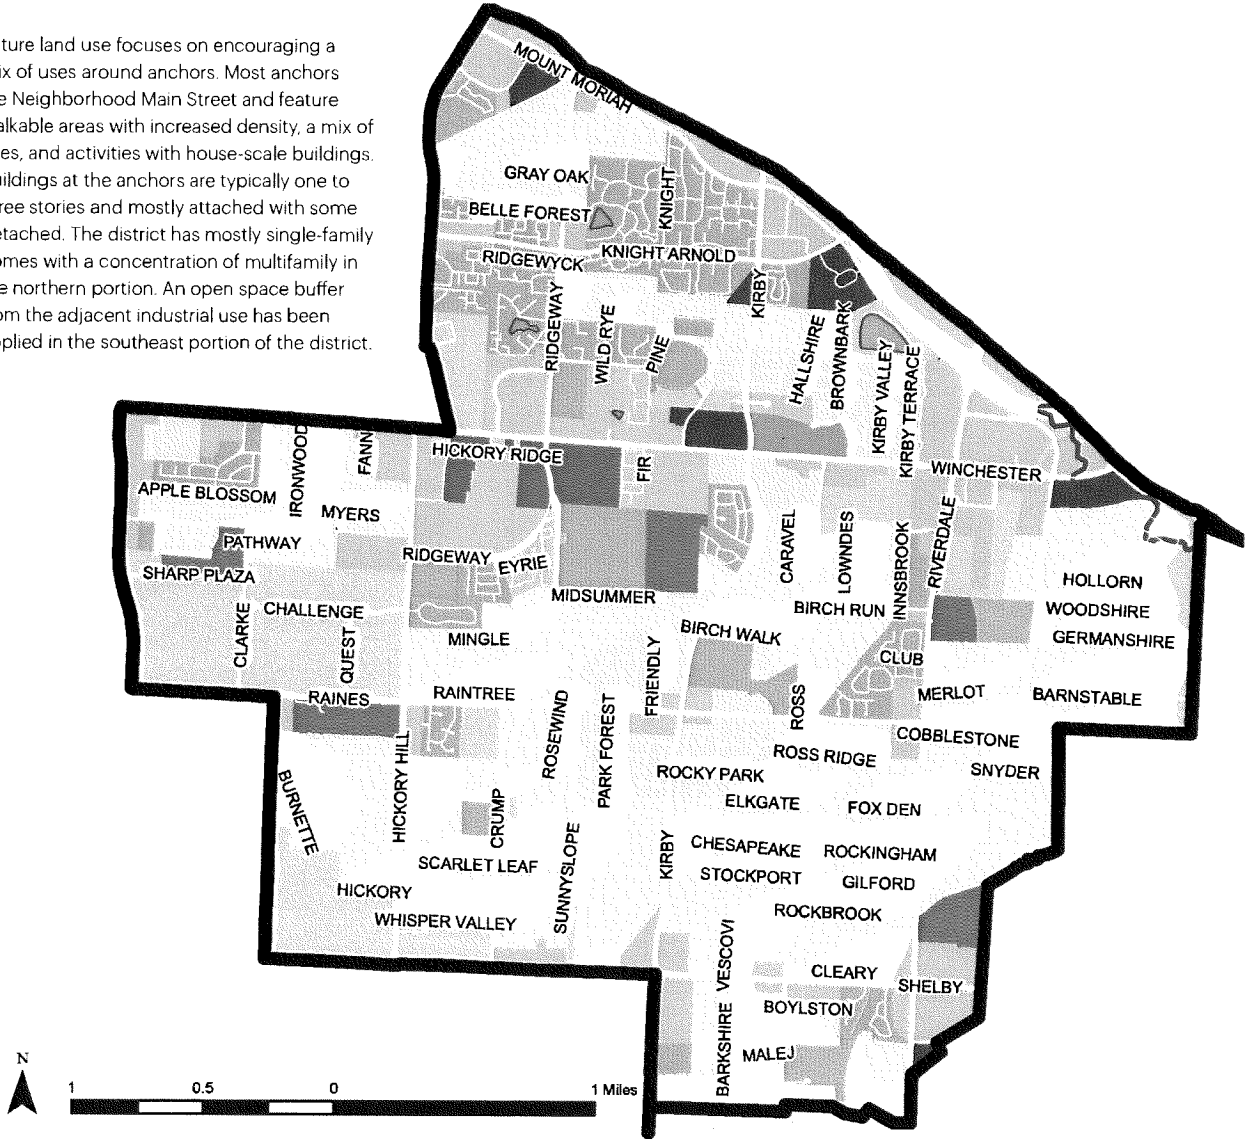 ture land use focuses on encouraging a
ix of uses around anchors. Most anchors
e Neighborhood Main Street and feature
alkable areas with increased density, a mix of
es, and activities with house-scale buildings.
uildings at the anchors are typically one to
ree stories and mostly attached with some
etached. The district has mostly single-family
omes with a concentration of multifamily in
e northern portion. An open space buffer
om the adjacent industrial use has been
pplied in the southeast portion of the district.
MOUNT MORIAH
GRAY OAK
KNIGHT
BELLE FOREST
KNIGHT ARNOLD
RIDGEWYCK
KIRBY
RIDGEWAY
WILD RYE
PINE
HALLSHIRE
BROWNBARK
KIRBY VALLEY
KIRBY TERRACE
IRONWOOD
FANN
HICKORY RIDGE
FIR
WINCHESTER
APPLE BLOSSOM
MYERS
PATHWAY
RIDGEWAY
EYRIE
CARAVEL
LOWNDES
INNSBROOK
RIVERDALE
SHARP PLAZA
HOLLORN
MIDSUMMER
CHALLENGE
BIRCH RUN
WOODSHIRE
CLARKE
QUEST
MINGLE
BIRCH WALK
GERMANSHIRE
CLUB
FRIENDLY
RAINES
RAINTREE
ROSEWIND
PARK FOREST
ROSS
MERLOT
BARNSTABLE
COBBLESTONE
HICKORY HILL
ROSS RIDGE
SNYDER
ROCKY PARK
BURNETTE
CRUMP
ELKGATE
FOX DEN
SUNNYSLOPE
KIRBY
CHESAPEAKE
ROCKINGHAM
SCARLET LEAF
STOCKPORT
GILFORD
HICKORY
WHISPER VALLEY
ROCKBROOK
VESCOVI
CLEARY
SHELBY
BOYLSTON
BARKSHIRE
MALEJ
N
1 0.5 0 1 Miles